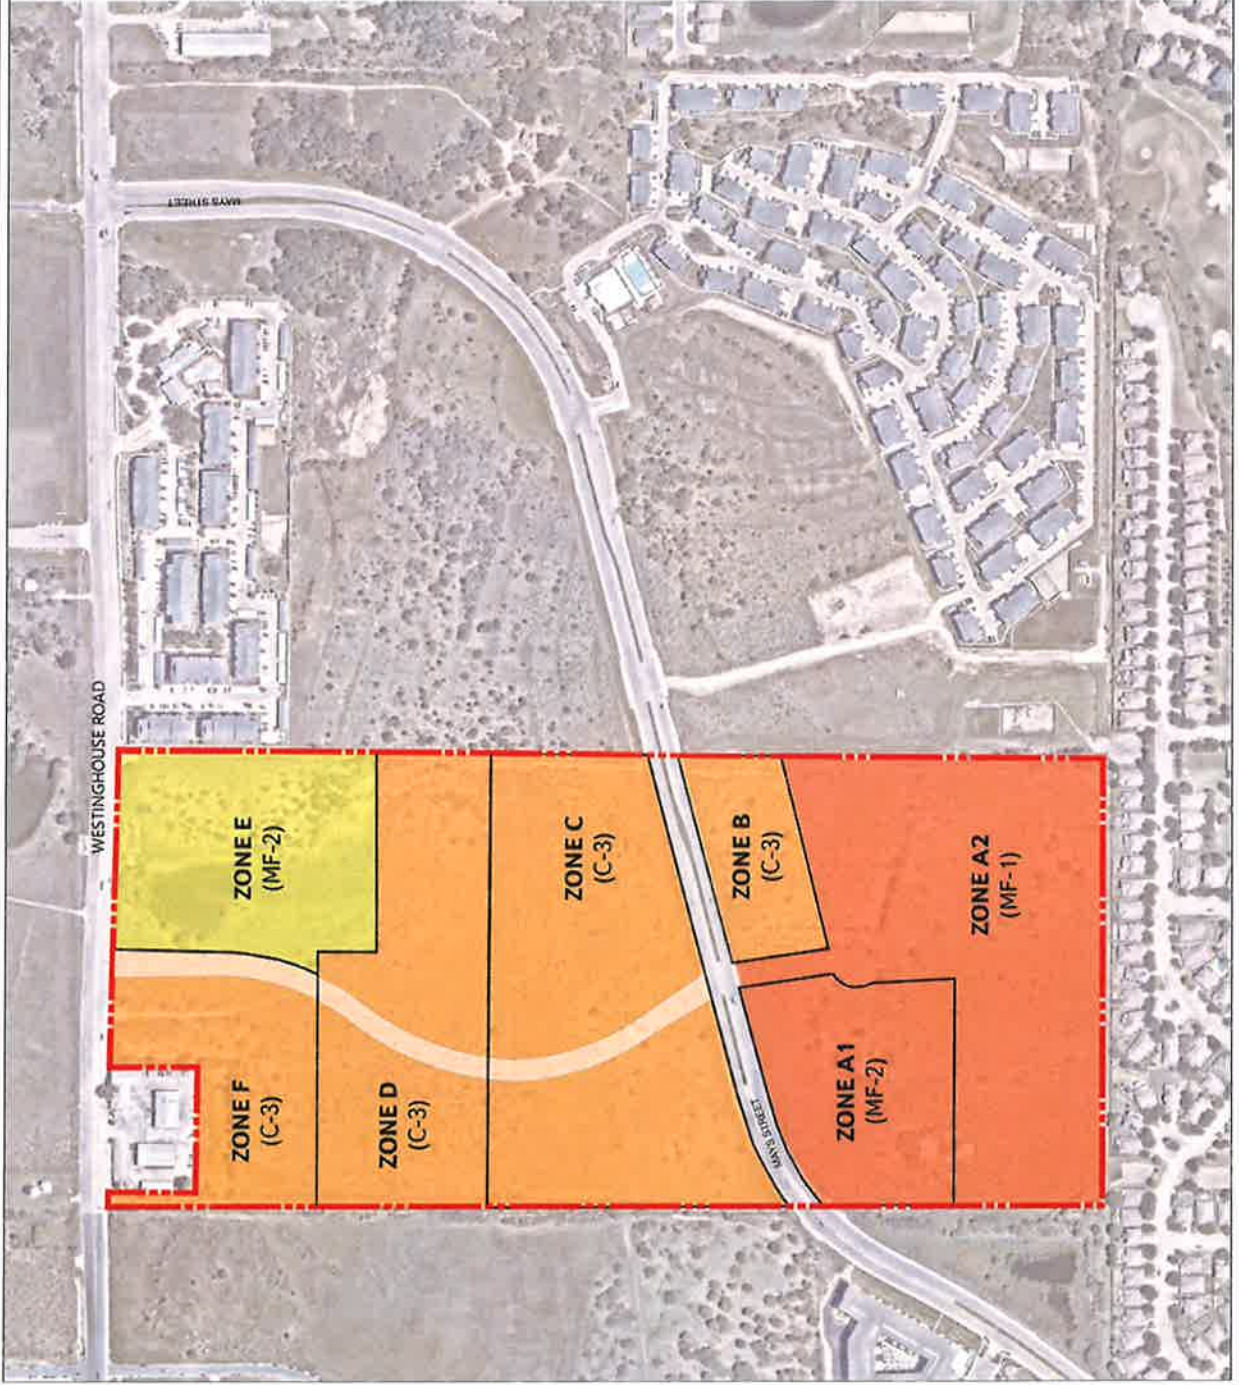 WESTINGHOUSE ROAD
MAYS STREET
ZONE E
(MF-2)
ZONE F
(C-3)
ZONE D
(C-3)
ZONE C
(C-3)
ZONE B
(C-3)
MAYS STREET
ZONE A1
(MF-2)
ZONE A2
(MF-1)